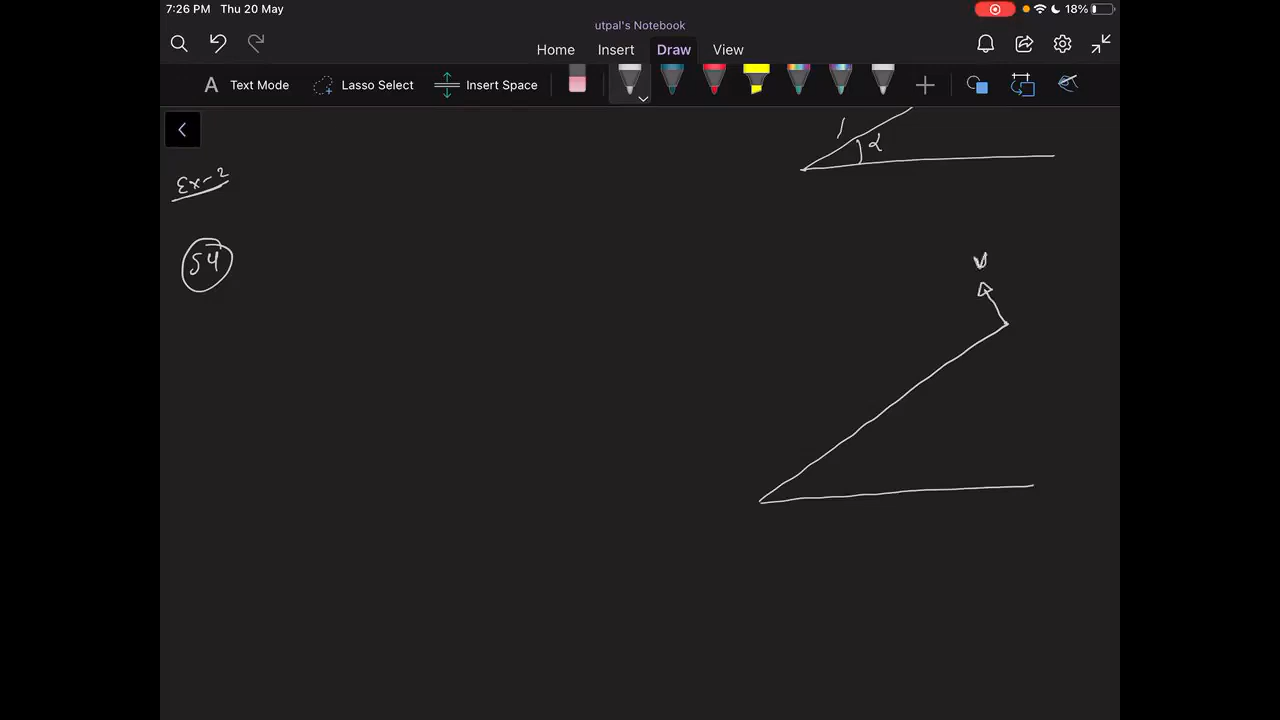 7:26 PM Thu 20 May
18%
utpal's Notebook
Home Insert Draw View
A Text Mode Lasso Select Insert Space
α
Ex-2
54
v